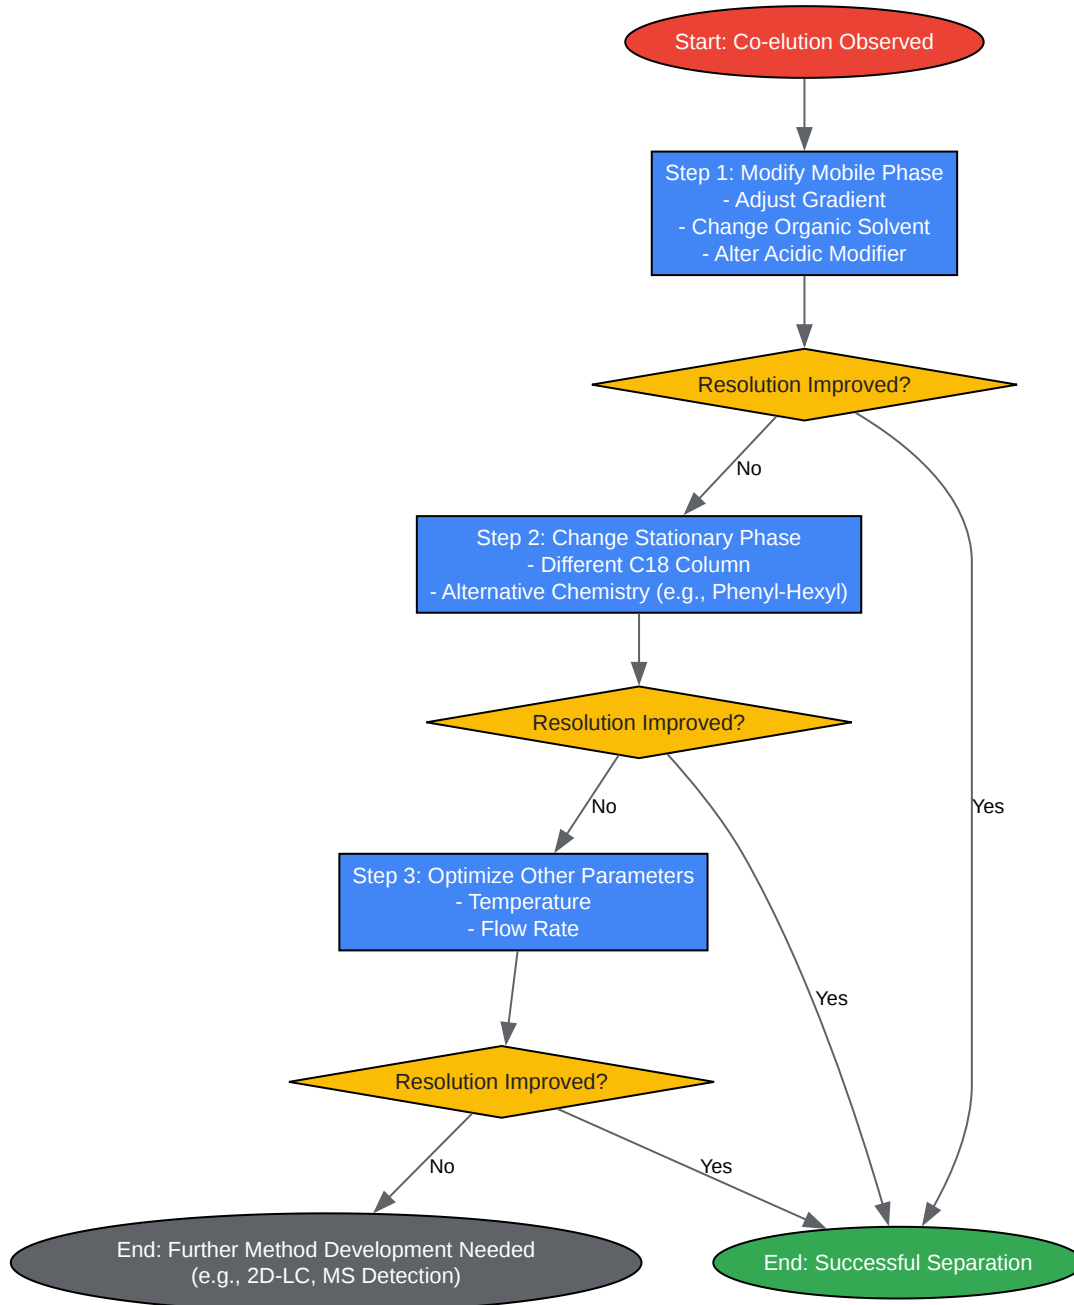 Start: Co-elution Observed
Step 1: Modify Mobile Phase
- Adjust Gradient
- Change Organic Solvent
- Alter Acidic Modifier
Resolution Improved?
No
Step 2: Change Stationary Phase
- Different C18 Column
- Alternative Chemistry (e.g., Phenyl-Hexyl)
Resolution Improved?
No
Yes
Step 3: Optimize Other Parameters
- Temperature
- Flow Rate
Yes
Resolution Improved?
No
Yes
End: Further Method Development Needed
(e.g., 2D-LC, MS Detection)
End: Successful Separation